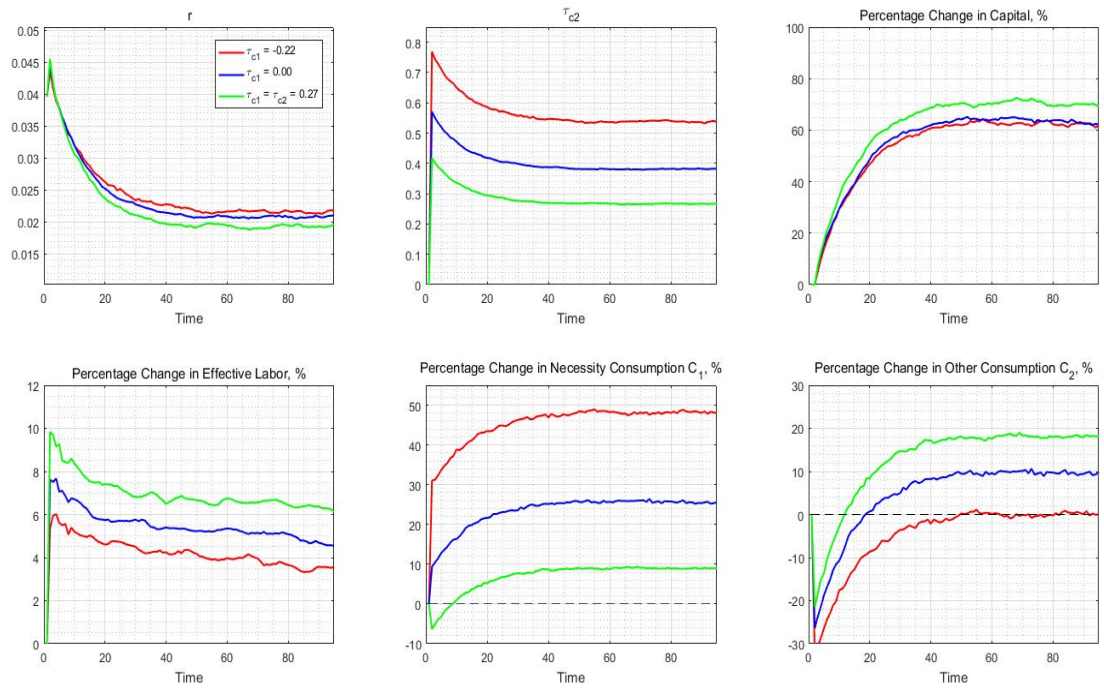 r
0.05
0.045
0.04
0.035
0.03
0.025
0.02
0.015
0 20 40 60 80
Time
τc1 = -0.22
τc1 = 0.00
τc1 = τc2 = 0.27
τc2
0.8
0.7
0.6
0.5
0.4
0.3
0.2
0.1
0
0 20 40 60 80
Time
Percentage Change in Capital, %
100
80
60
40
20
0
0 20 40 60 80
Time
Percentage Change in Effective Labor, %
12
10
8
6
4
2
0
0 20 40 60 80
Time
Percentage Change in Necessity Consumption C1, %
50
40
30
20
10
0
-10
0 20 40 60 80
Time
Percentage Change in Other Consumption C2, %
30
20
10
0
-10
-20
-30
0 20 40 60 80
Time